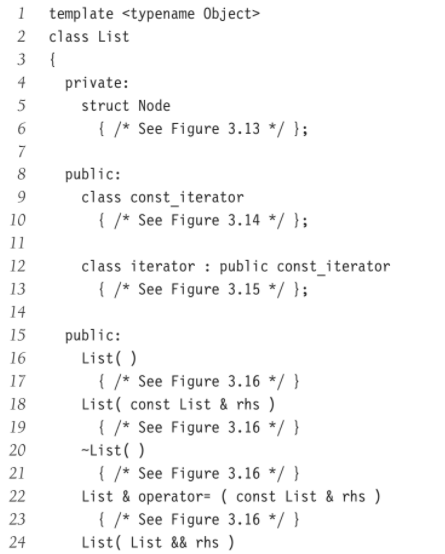 1 template <typename Object>
2 class List
3 {
4 private:
5 struct Node
6 { /* See Figure 3.13 */ };
7
8 public:
9 class const_iterator
10 { /* See Figure 3.14 */ };
11
12 class iterator : public const_iterator
13 { /* See Figure 3.15 */ };
14
15 public:
16 List( )
17 { /* See Figure 3.16 */ }
18 List( const List & rhs )
19 { /* See Figure 3.16 */ }
20 ~List( )
21 { /* See Figure 3.16 */ }
22 List & operator= ( const List & rhs )
23 { /* See Figure 3.16 */ }
24 List( List && rhs )